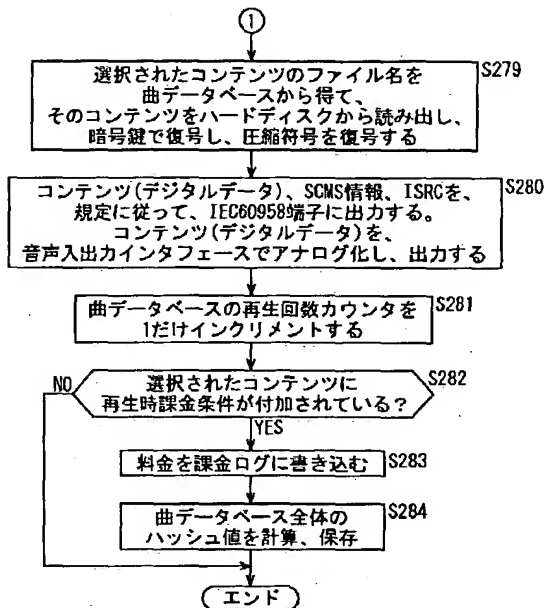 1
選択されたコンテンツのファイル名を
曲データベースから得て、
そのコンテンツをハードディスクから読み出し、
暗号鍵で復号し、圧縮符号を復号する
S279
コンテンツ(デジタルデータ)、SCMS情報、ISRCを、
規定に従って、IEC60958端子に出力する。
コンテンツ(デジタルデータ)を、
音声入出力インタフェースでアナログ化し、出力する
S280
曲データベースの再生回数カウンタを
1だけインクリメントする
S281
選択されたコンテンツに
再生時課金条件が付加されている?
S282
NO
YES
料金を課金ログに書き込む
S283
曲データベース全体の
ハッシュ値を計算、保存
S284
エンド